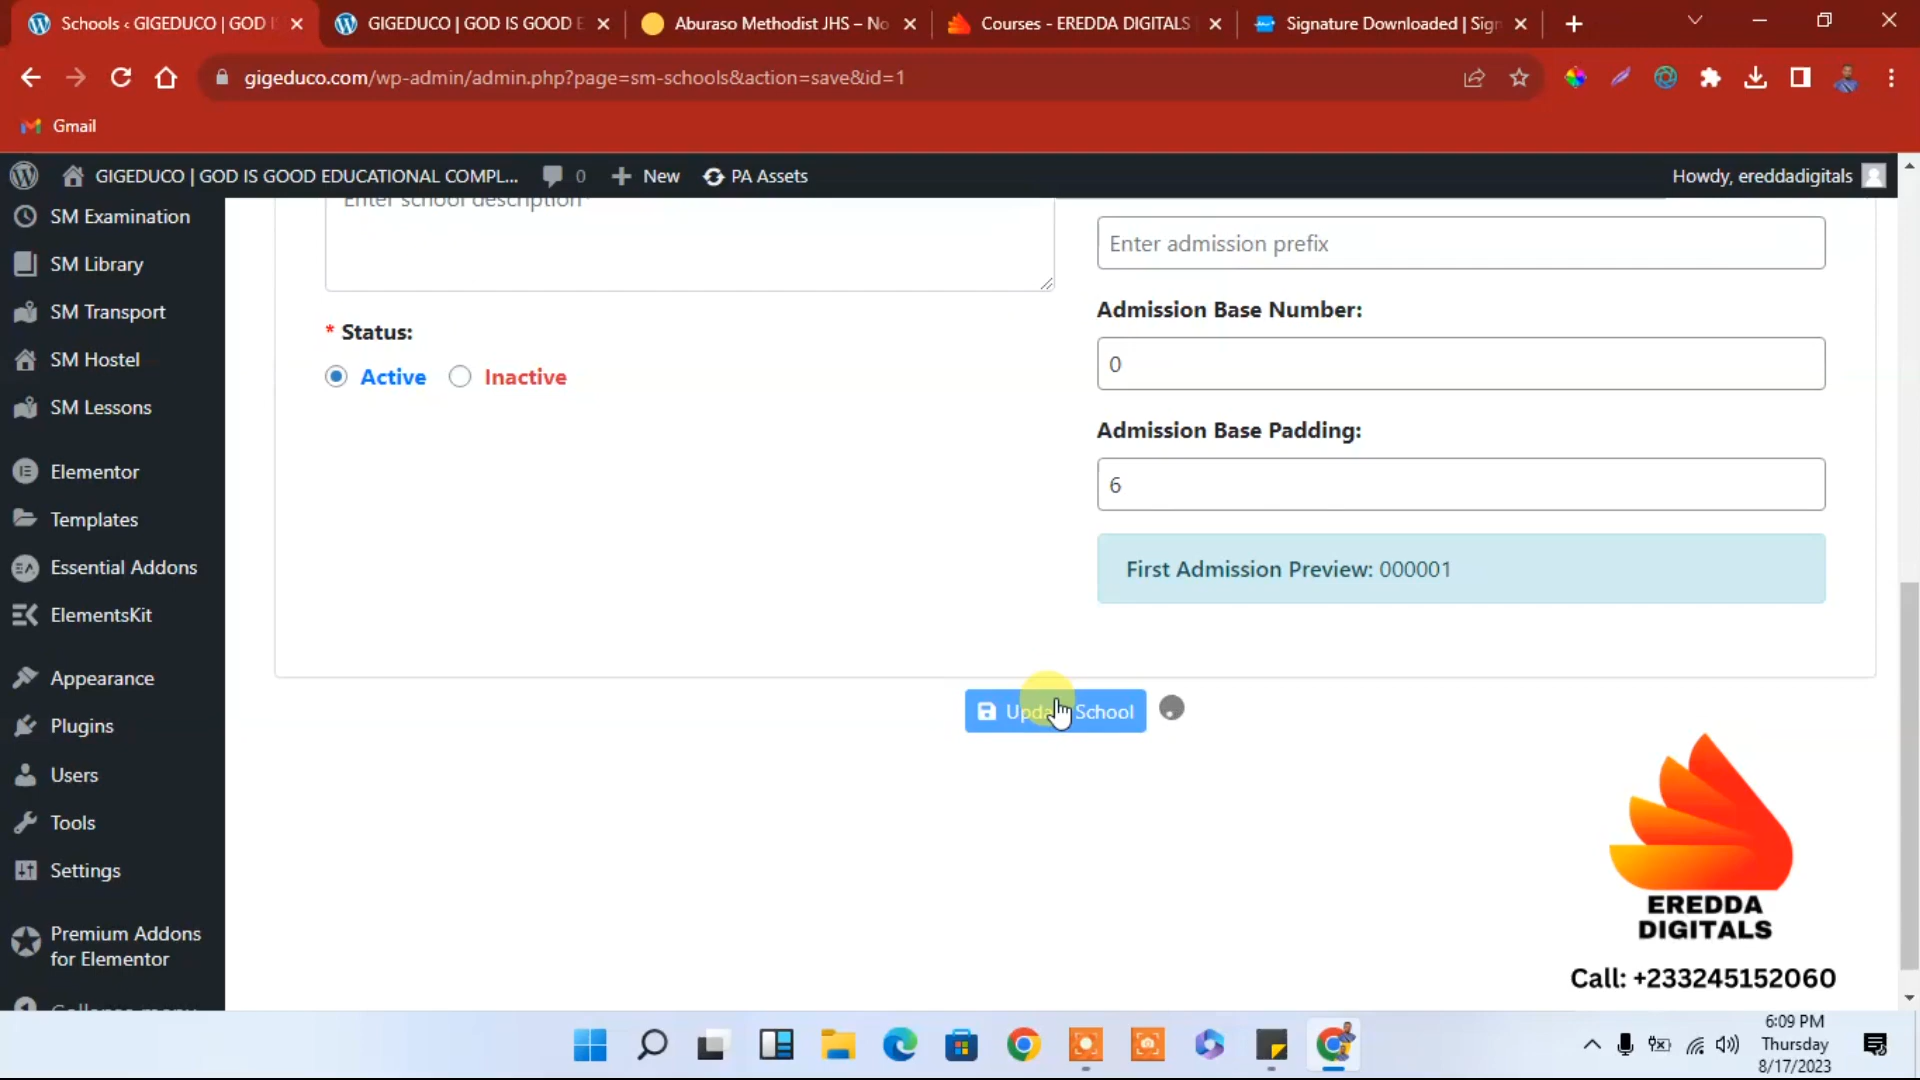 Schools ‹ GIGEDUCO | GOD I
GIGEDUCO | GOD IS GOOD E
Aburaso Methodist JHS – No
Courses - EREDDA DIGITALS
Signature Downloaded | Sign
gigeduco.com/wp-admin/admin.php?page=sm-schools&action=save&id=1
Gmail
GIGEDUCO | GOD IS GOOD EDUCATIONAL COMPL... 0 New PA Assets Howdy, ereddadigitals
SM Examination
SM Library
SM Transport
SM Hostel
SM Lessons
Elementor
Templates
Essential Addons
ElementsKit
Appearance
Plugins
Users
Tools
Settings
Premium Addons
for Elementor
Enter school description
* Status:
Active Inactive
Enter admission prefix
Admission Base Number:
0
Admission Base Padding:
6
First Admission Preview: 000001
Update School
EREDDA
DIGITALS
Call: +233245152060
6:09 PM
Thursday
8/17/2023